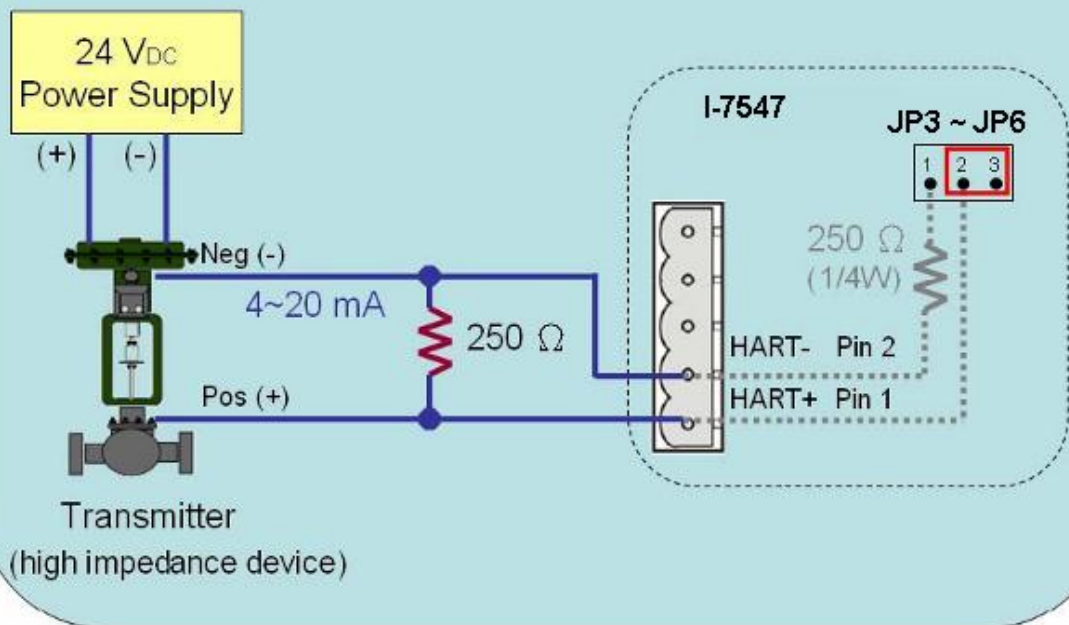 24 VDC
Power Supply
(+) (-)
I-7547
JP3 ~ JP6
1 2 3
Neg (-)
4~20 mA
250 Ω
250 Ω
(1/4W)
HART- Pin 2
HART+ Pin 1
Pos (+)
Transmitter
(high impedance device)